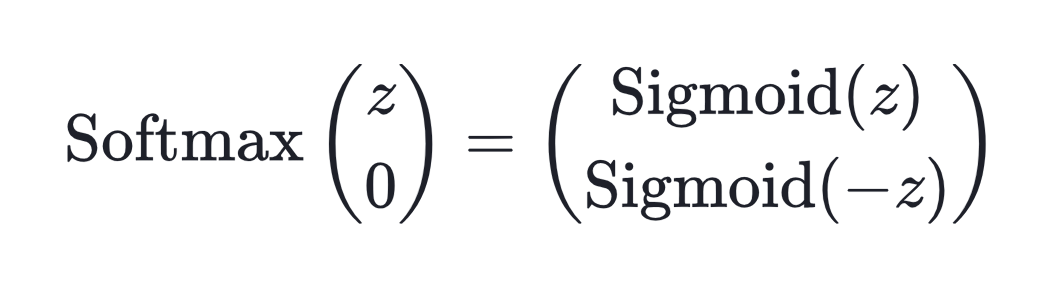 Softmax (z 0) = (Sigmoid(z) Sigmoid(−z))